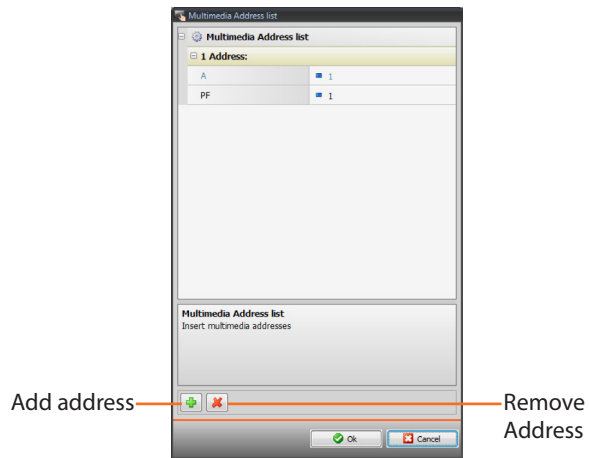 Multimedia Address list
Multimedia Address list
1 Address:
A 1
PF 1
Multimedia Address list
Insert multimedia addresses
Add address
Remove
Address
Ok Cancel